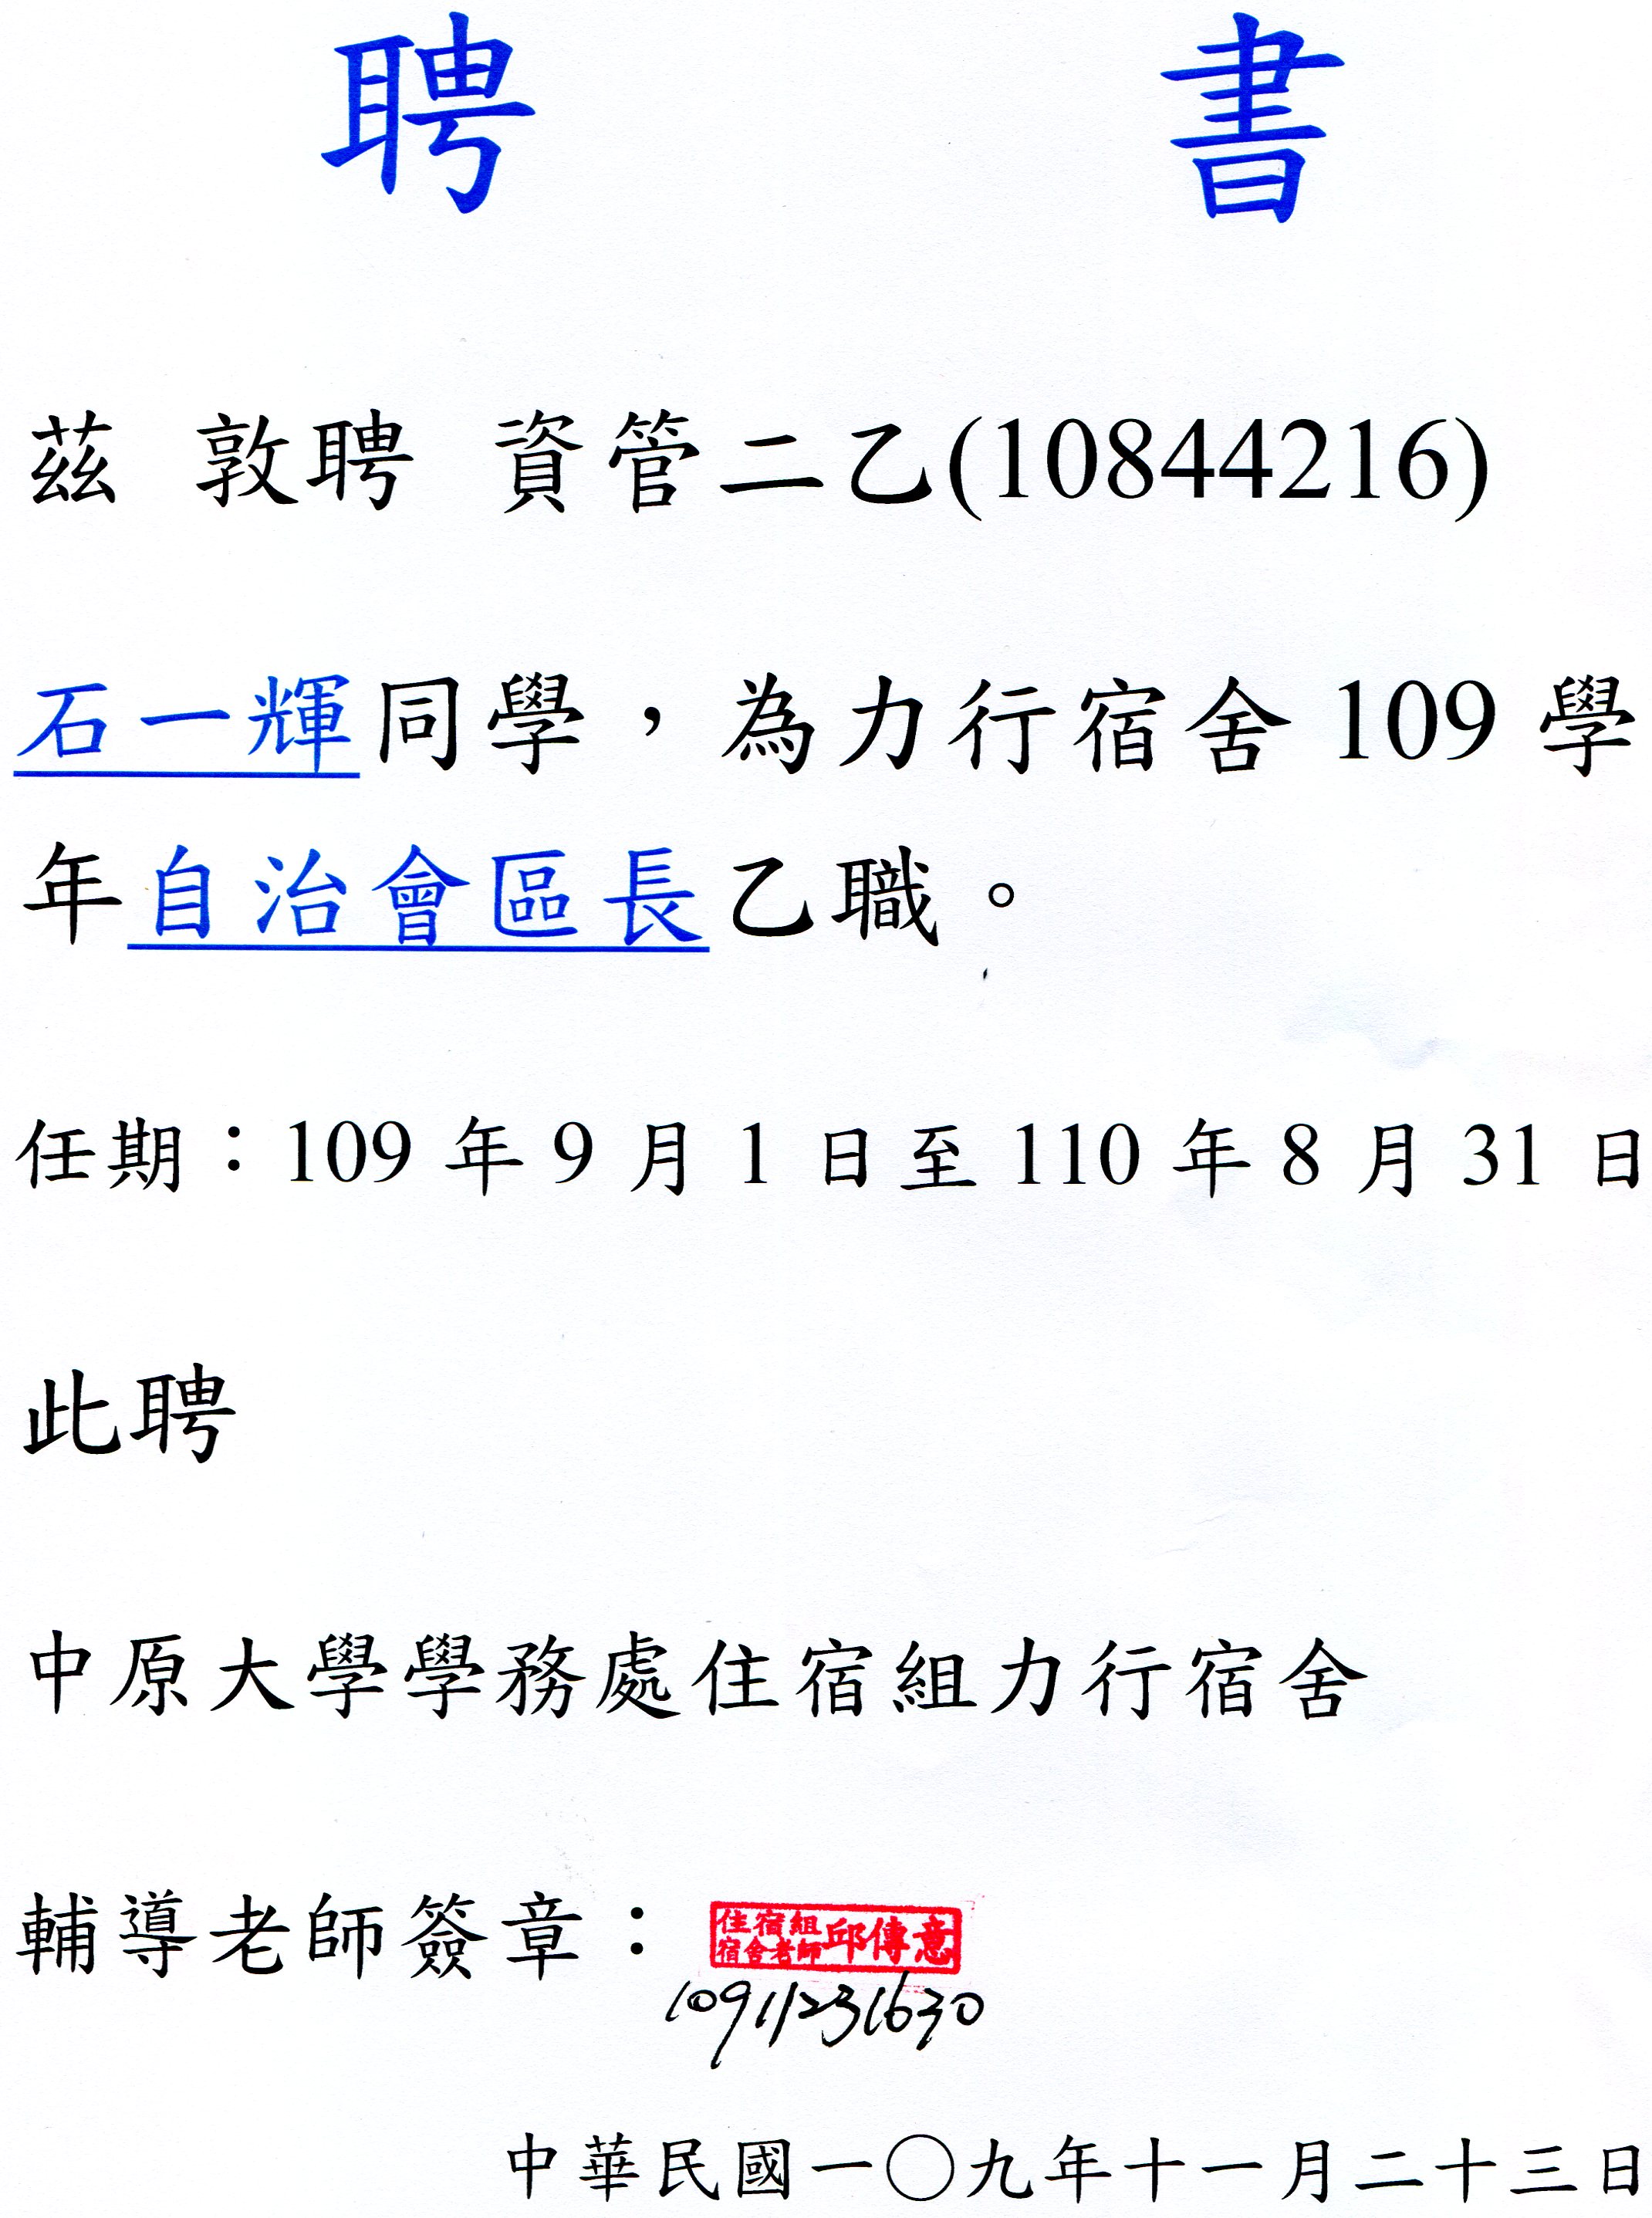 聘 書
茲 敦聘 資管二乙(10844216)
石一輝同學，為力行宿舍 109 學
年自治會區長乙職。
任期：109 年 9 月 1 日至 110 年 8 月 31 日
此聘
中原大學學務處住宿組力行宿舍
輔導老師簽章：
住宿組
宿舍老師
邱傳意
10911231630
中華民國一〇九年十一月二十三日